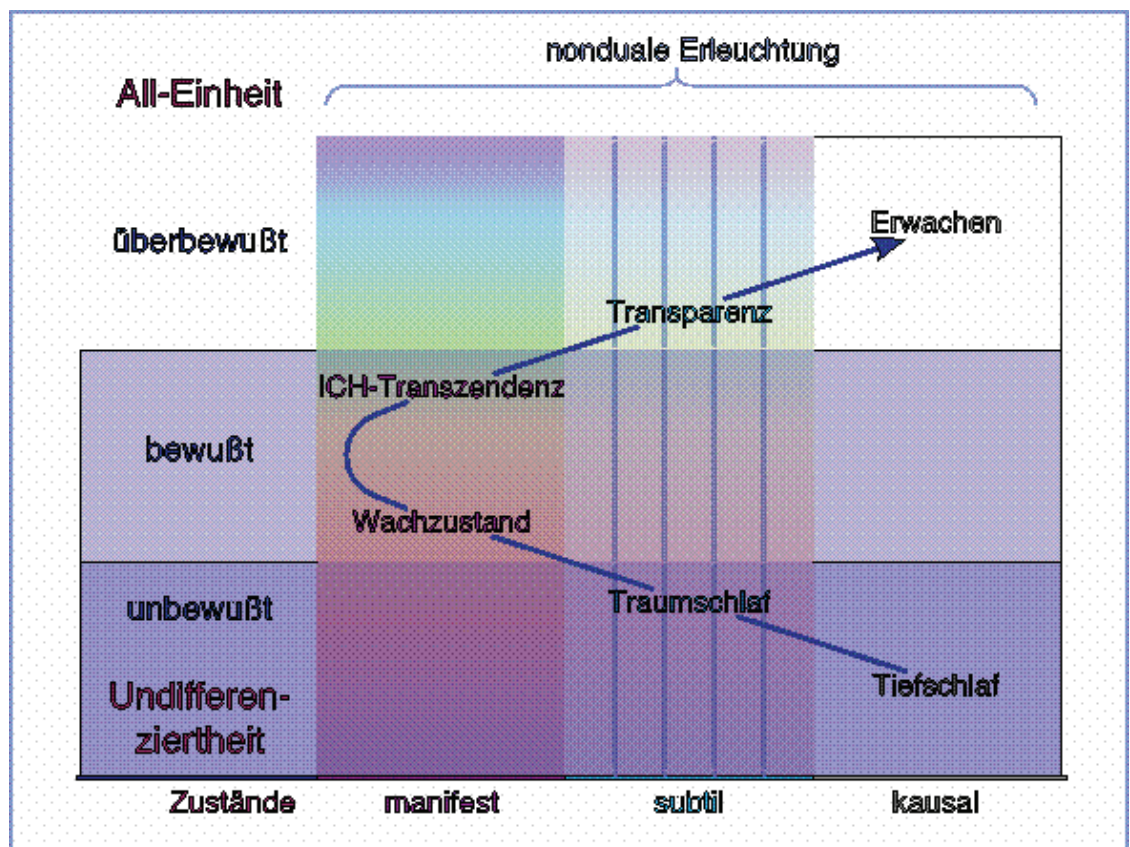 nonduale Erleuchtung
All-Einheit
überbewußt
Erwachen
Transparenz
ICH-Transzendenz
bewußt
Wachzustand
unbewußt
Traumschlaf
Tiefschlaf
Undifferen-
ziertheit
Zustände manifest subtil kausal